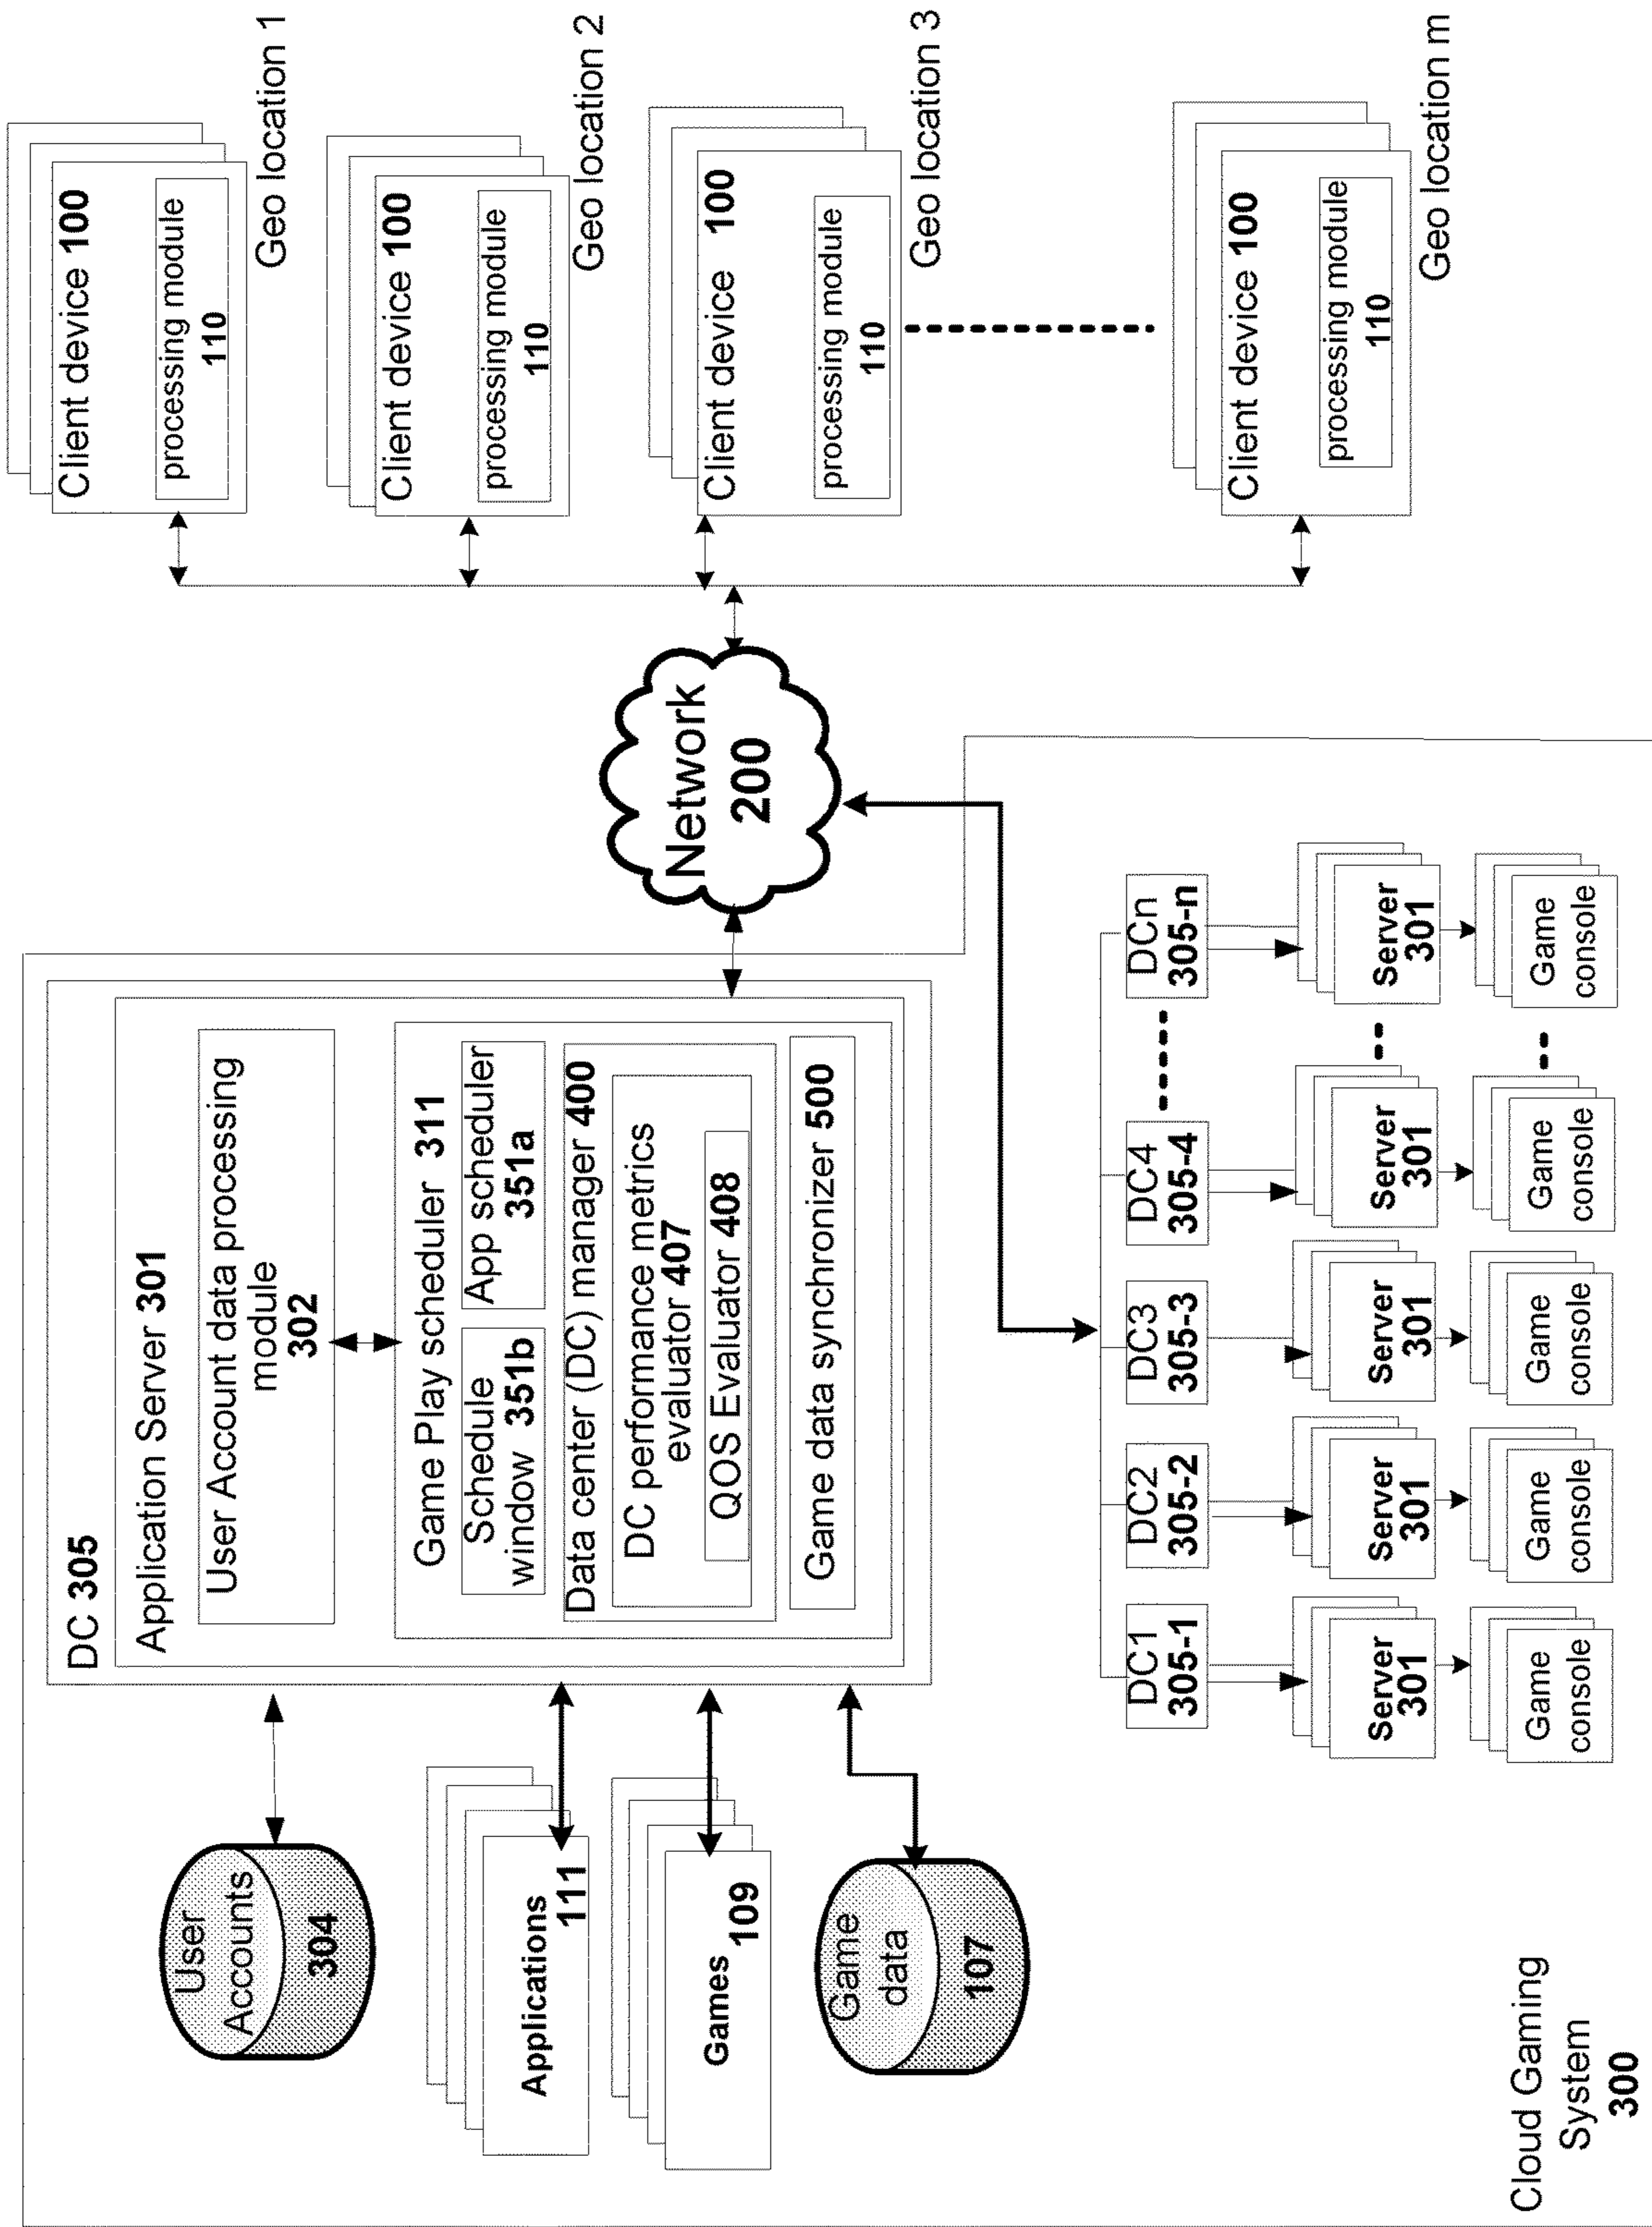 DC 305
Application Server 301
User Account data processing
module
302
Game Play scheduler 311
Schedule
window 351b
App scheduler
351a
Data center (DC) manager 400
DC performance metrics
evaluator 407
QOS Evaluator 408
Game data synchronizer 500
User
Accounts
304
Applications
111
Games
109
Game
data
107
Network
200
Client device 100
processing module
110
Geo location 1
Client device 100
processing module
110
Geo location 2
Client device 100
processing module
110
Geo location 3
Client device 100
processing module
110
Geo location m
DC1
305-1
DC2
305-2
DC3
305-3
DC4
305-4
DCn
305-n
Server
301
Server
301
Server
301
Server
301
Server
301
Game
console
Game
console
Game
console
Game
console
Game
console
Cloud Gaming
System
300